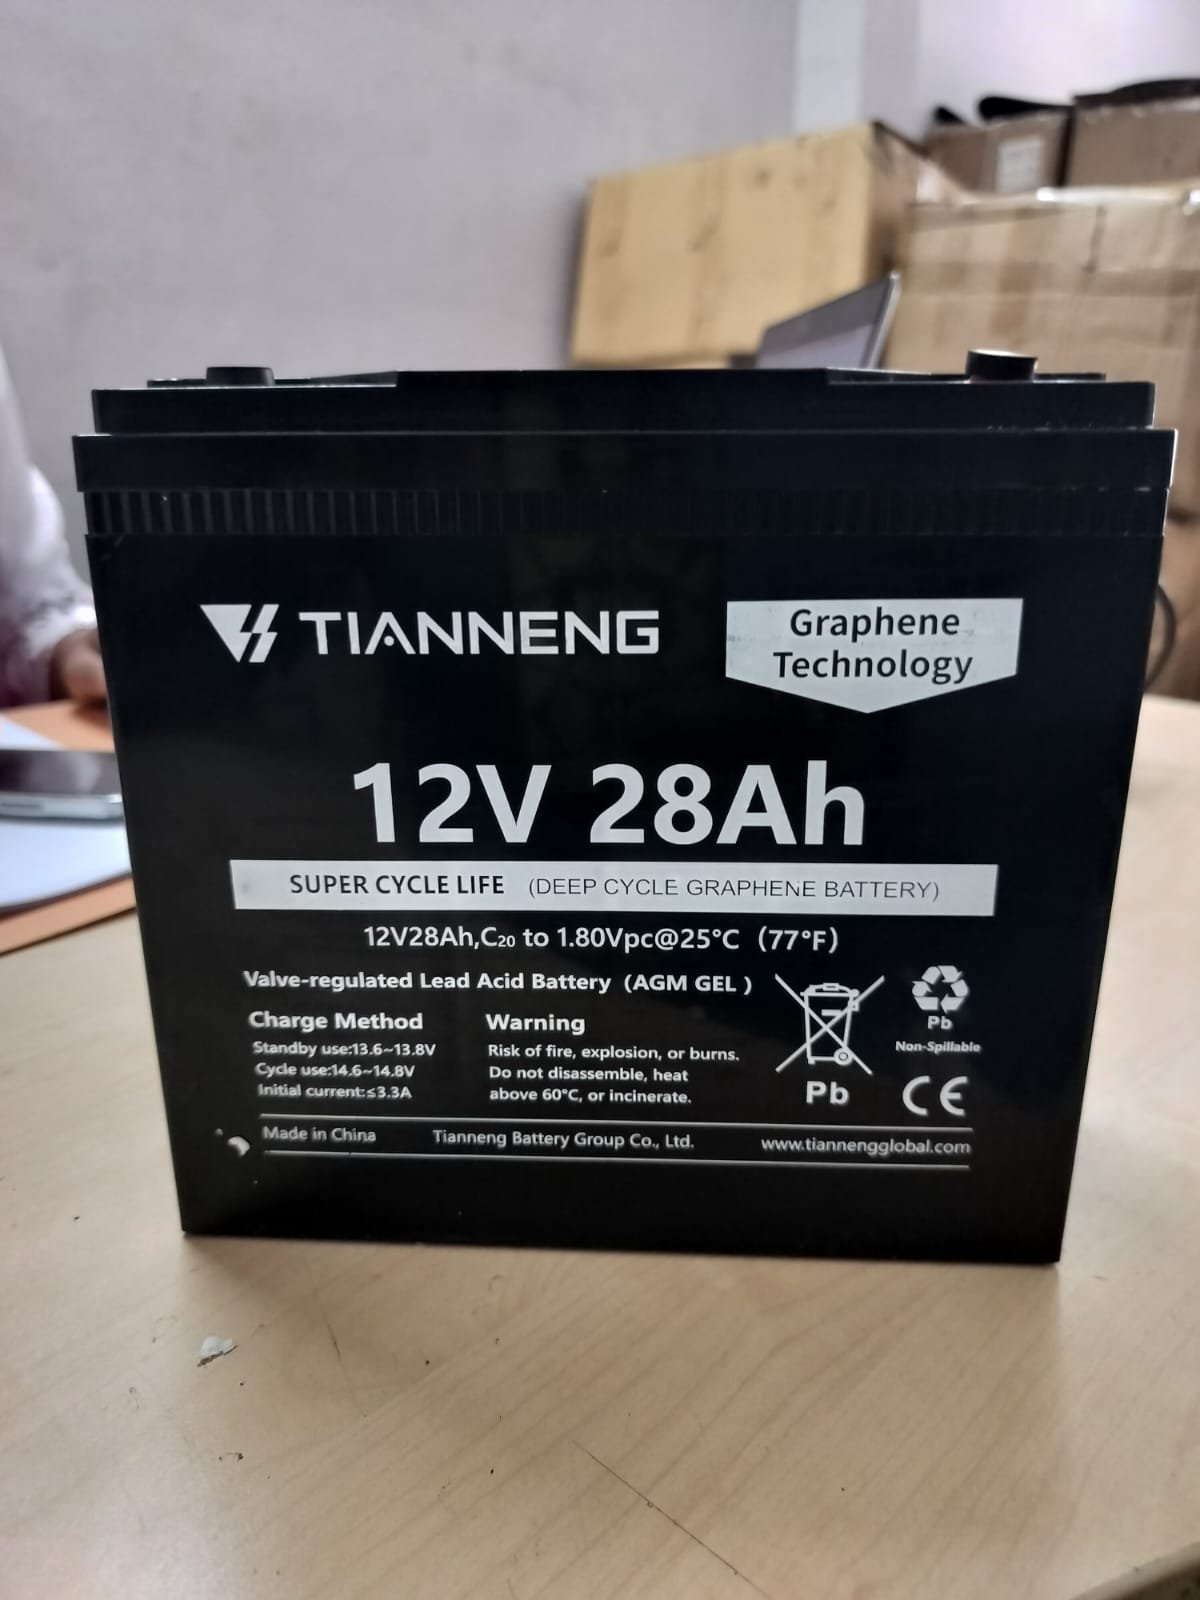 TIANNENG
Graphene
Technology
12V 28Ah
SUPER CYCLE LIFE (DEEP CYCLE GRAPHENE BATTERY)
12V28Ah,C₂₀ to 1.80Vpc@25°C (77°F)
Valve-regulated Lead Acid Battery (AGM GEL )
Charge Method
Standby use:13.6~13.8V
Cycle use:14.6~14.8V
Initial current:≤3.3A
Warning
Risk of fire, explosion, or burns.
Do not disassemble, heat
above 60°C, or incinerate.
Pb
Pb
Non-Spillable
CE
Made in China
Tianneng Battery Group Co., Ltd.
www.tiannengglobal.com